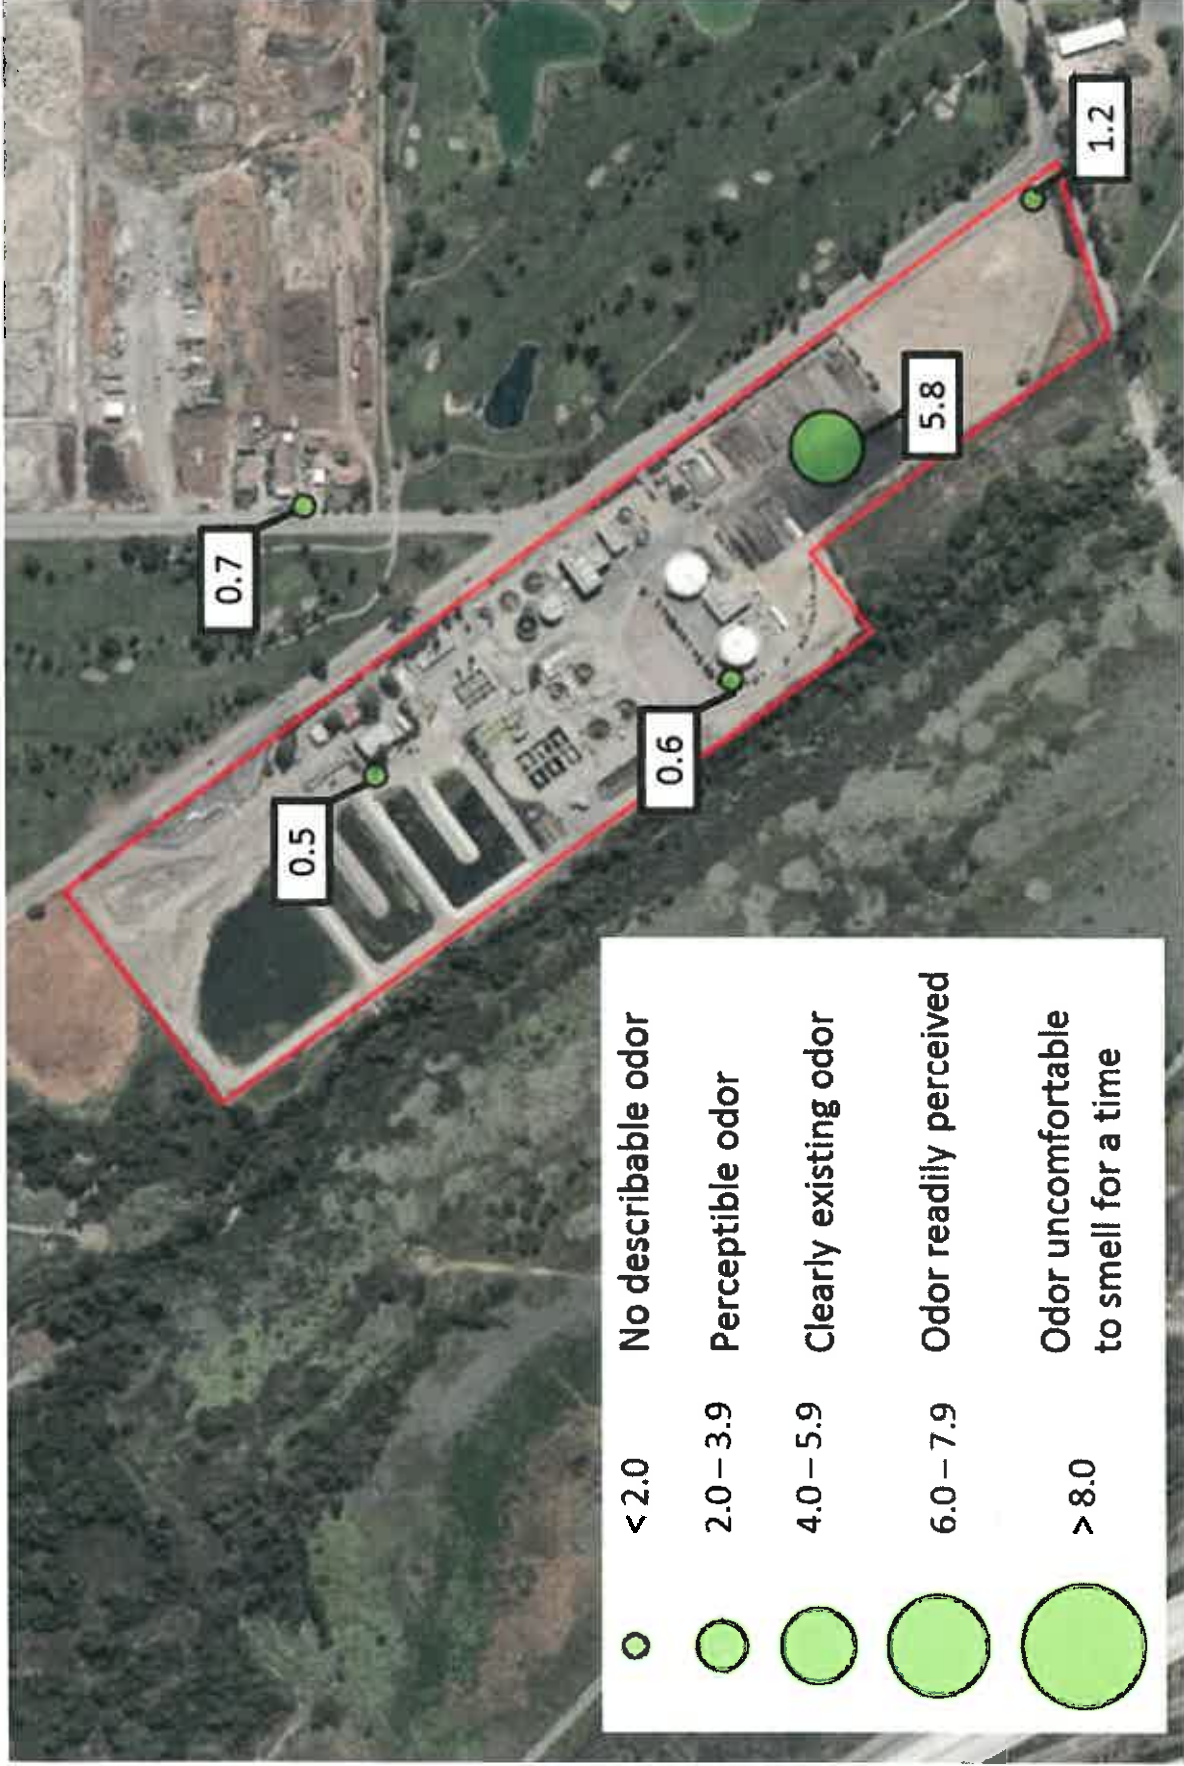 0.7
0.5
0.6
5.8
1.2
< 2.0 No describable odor
2.0 – 3.9 Perceptible odor
4.0 – 5.9 Clearly existing odor
6.0 – 7.9 Odor readily perceived
> 8.0 Odor uncomfortable
to smell for a time